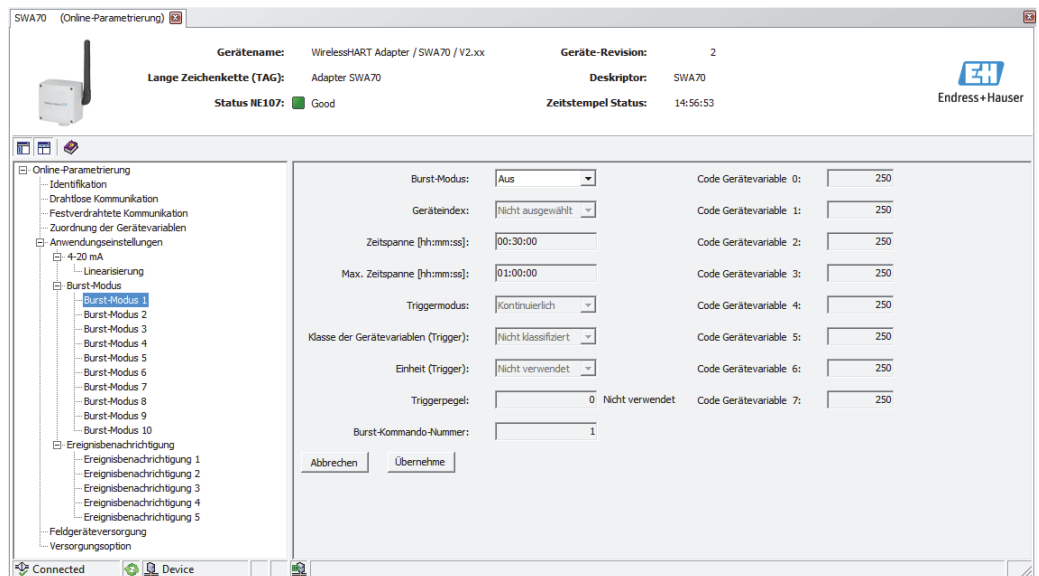 SWA70 (Online-Parametrierung)
Gerätename: WirelessHART Adapter / SWA70 / V2.xx Geräte-Revision: 2
Lange Zeichenkette (TAG): Adapter SWA70 Deskriptor: SWA70
Status NE107: Good Zeitstempel Status: 14:56:53
EH
Endress+Hauser
Online-Parametrierung
Identifikation
Drahtlose Kommunikation
Festverdrahtete Kommunikation
Zuordnung der Gerätevariablen
Anwendungseinstellungen
4-20 mA
Linearisierung
Burst-Modus
Burst-Modus 1
Burst-Modus 2
Burst-Modus 3
Burst-Modus 4
Burst-Modus 5
Burst-Modus 6
Burst-Modus 7
Burst-Modus 8
Burst-Modus 9
Burst-Modus 10
Ereignisbenachrichtigung
Ereignisbenachrichtigung 1
Ereignisbenachrichtigung 2
Ereignisbenachrichtigung 3
Ereignisbenachrichtigung 4
Ereignisbenachrichtigung 5
Feldgeräteversorgung
Versorgungsoption
Burst-Modus: Aus Code Gerätevariable 0: 250
Geräteindex: Nicht ausgewählt Code Gerätevariable 1: 250
Zeitspanne [hh:mm:ss]: 00:30:00 Code Gerätevariable 2: 250
Max. Zeitspanne [hh:mm:ss]: 01:00:00 Code Gerätevariable 3: 250
Triggermodus: Kontinuierlich Code Gerätevariable 4: 250
Klasse der Gerätevariablen (Trigger): Nicht klassifiziert Code Gerätevariable 5: 250
Einheit (Trigger): Nicht verwendet Code Gerätevariable 6: 250
Triggerpegel: 0 Nicht verwendet Code Gerätevariable 7: 250
Burst-Kommando-Nummer: 1
Abbrechen Übernehme
Connected Device